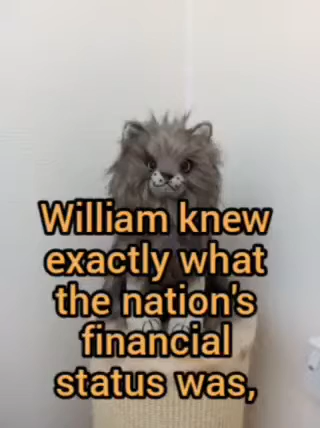 William knew
exactly what
the nation's
financial
status was,